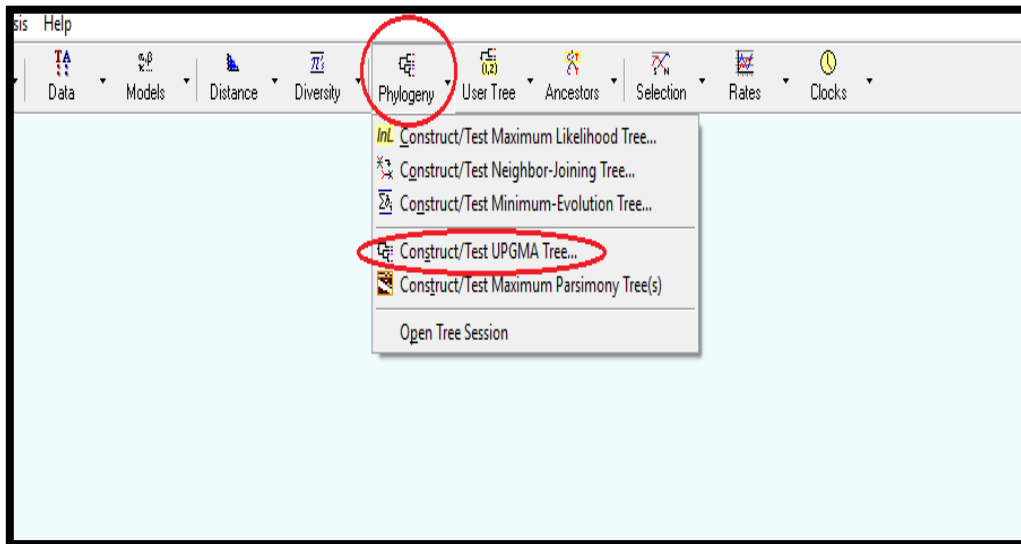 sis Help
Data Models Distance Diversity Phylogeny User Tree Ancestors Selection Rates Clocks
Construct/Test Maximum Likelihood Tree...
Construct/Test Neighbor-Joining Tree...
Construct/Test Minimum-Evolution Tree...
Construct/Test UPGMA Tree...
Construct/Test Maximum Parsimony Tree(s)
Open Tree Session